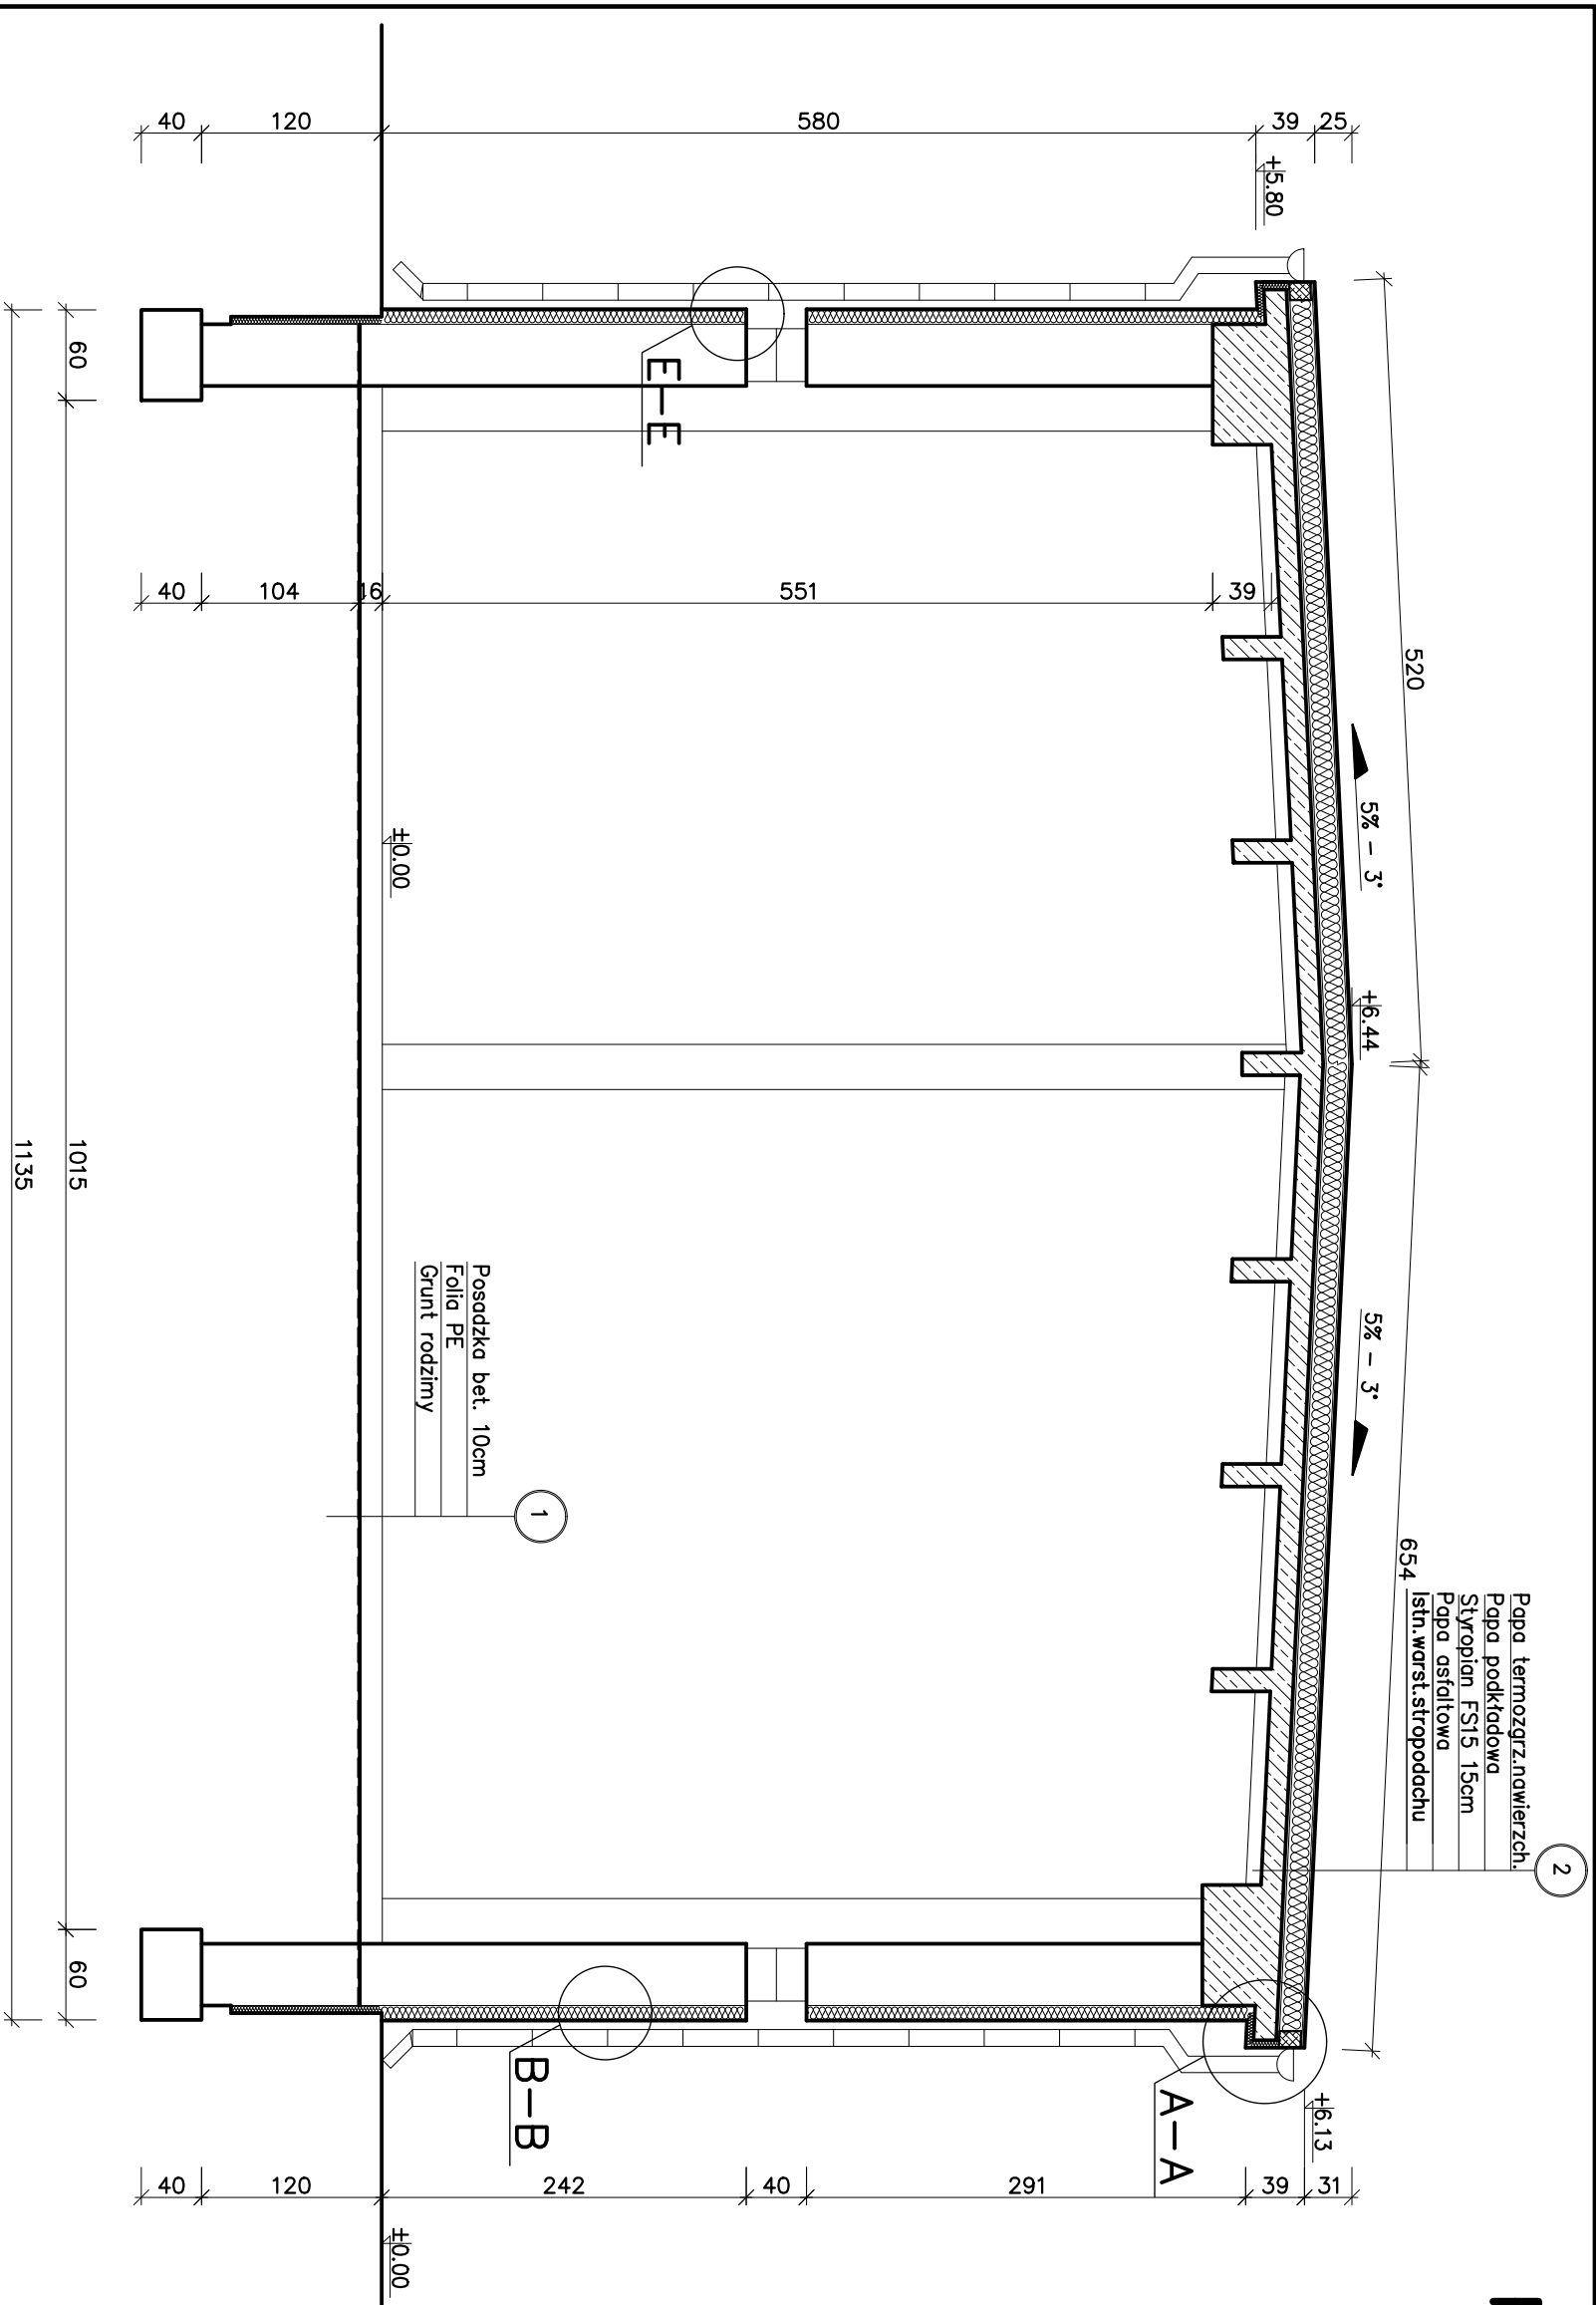 Papa termozgrz.nawierzch.
Papa podkładowa
Styropian FS15 15cm
Papa asfaltowa
Istn.warst.stropodachu
2
520
654
5% – 3°
+6.44
5% – 3°
25
39
580
120
40
+5.80
+6.13
31
39
291
40
242
120
40
A–A
B–B
E–E
39
551
16
104
40
±0.00
±0.00
1
Posadzka bet. 10cm
Folia PE
Grunt rodzimy
60
1015
60
1135